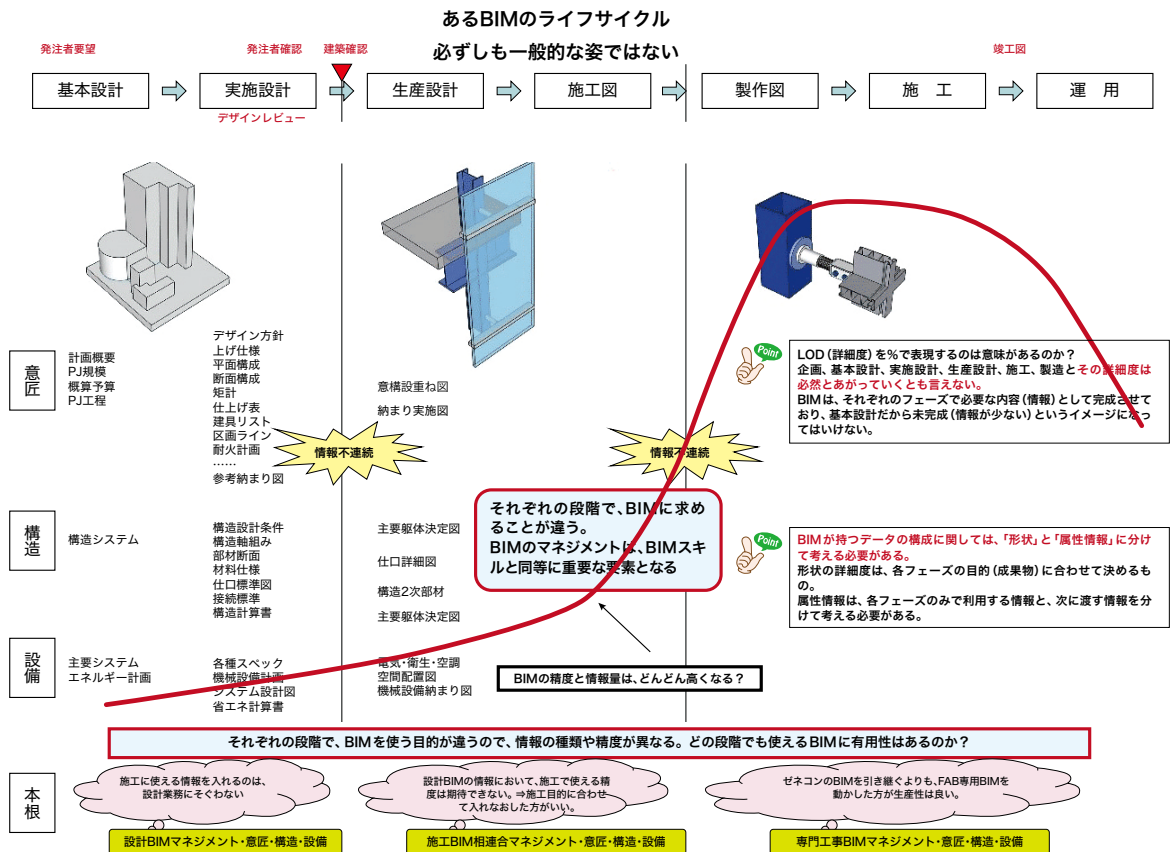 あるBIMのライフサイクル
必ずしも一般的な姿ではない
発注者要望
発注者確認
建築確認
竣工図
基本設計
実施設計
生産設計
施工図
製作図
施　工
運　用
デザインレビュー
意匠
計画概要
PJ規模
概算予算
PJ工程
デザイン方針
上げ仕様
平面構成
断面構成
矩計
仕上げ表
建具リスト
区画ライン
耐火計画
……
参考納まり図
意構設重ね図
納まり実施図
情報不連続
情報不連続
Point
LOD（詳細度）を%で表現するのは意味があるのか？
企画、基本設計、実施設計、生産設計、施工、製造とその詳細度は
必然とあがっていくとも言えない。
BIMは、それぞれのフェーズで必要な内容（情報）として完成させて
おり、基本設計だから未完成（情報が少ない）というイメージになっ
てはいけない。
構造
構造システム
構造設計条件
構造軸組み
部材断面
材料仕様
仕口標準図
接続標準
構造計算書
主要躯体決定図
仕口詳細図
構造2次部材
主要躯体決定図
それぞれの段階で、BIMに求め
ることが違う。
BIMのマネジメントは、BIMスキ
ルと同等に重要な要素となる
Point
BIMが持つデータの構成に関しては、「形状」と「属性情報」に分け
て考える必要がある。
形状の詳細度は、各フェーズの目的（成果物）に合わせて決めるも
の。
属性情報は、各フェーズのみで利用する情報と、次に渡す情報を分
けて考える必要がある。
設備
主要システム
エネルギー計画
各種スペック
機械設備計画
システム設計図
省エネ計算書
電気・衛生・空調
空間配置図
機械設備納まり図
BIMの精度と情報量は、どんどん高くなる？
それぞれの段階で、BIMを使う目的が違うので、情報の種類や精度が異なる。どの段階でも使えるBIMに有用性はあるのか？
本根
施工に使える情報を入れるのは、
設計業務にそぐわない
設計BIMの情報において、施工で使える精
度は期待できない。⇒施工目的に合わせ
て入れなおした方がいい。
ゼネコンのBIMを引き継ぐよりも、FAB専用BIMを
動かした方が生産性は良い。
設計BIMマネジメント・意匠・構造・設備
施工BIM相連合マネジメント・意匠・構造・設備
専門工事BIMマネジメント・意匠・構造・設備